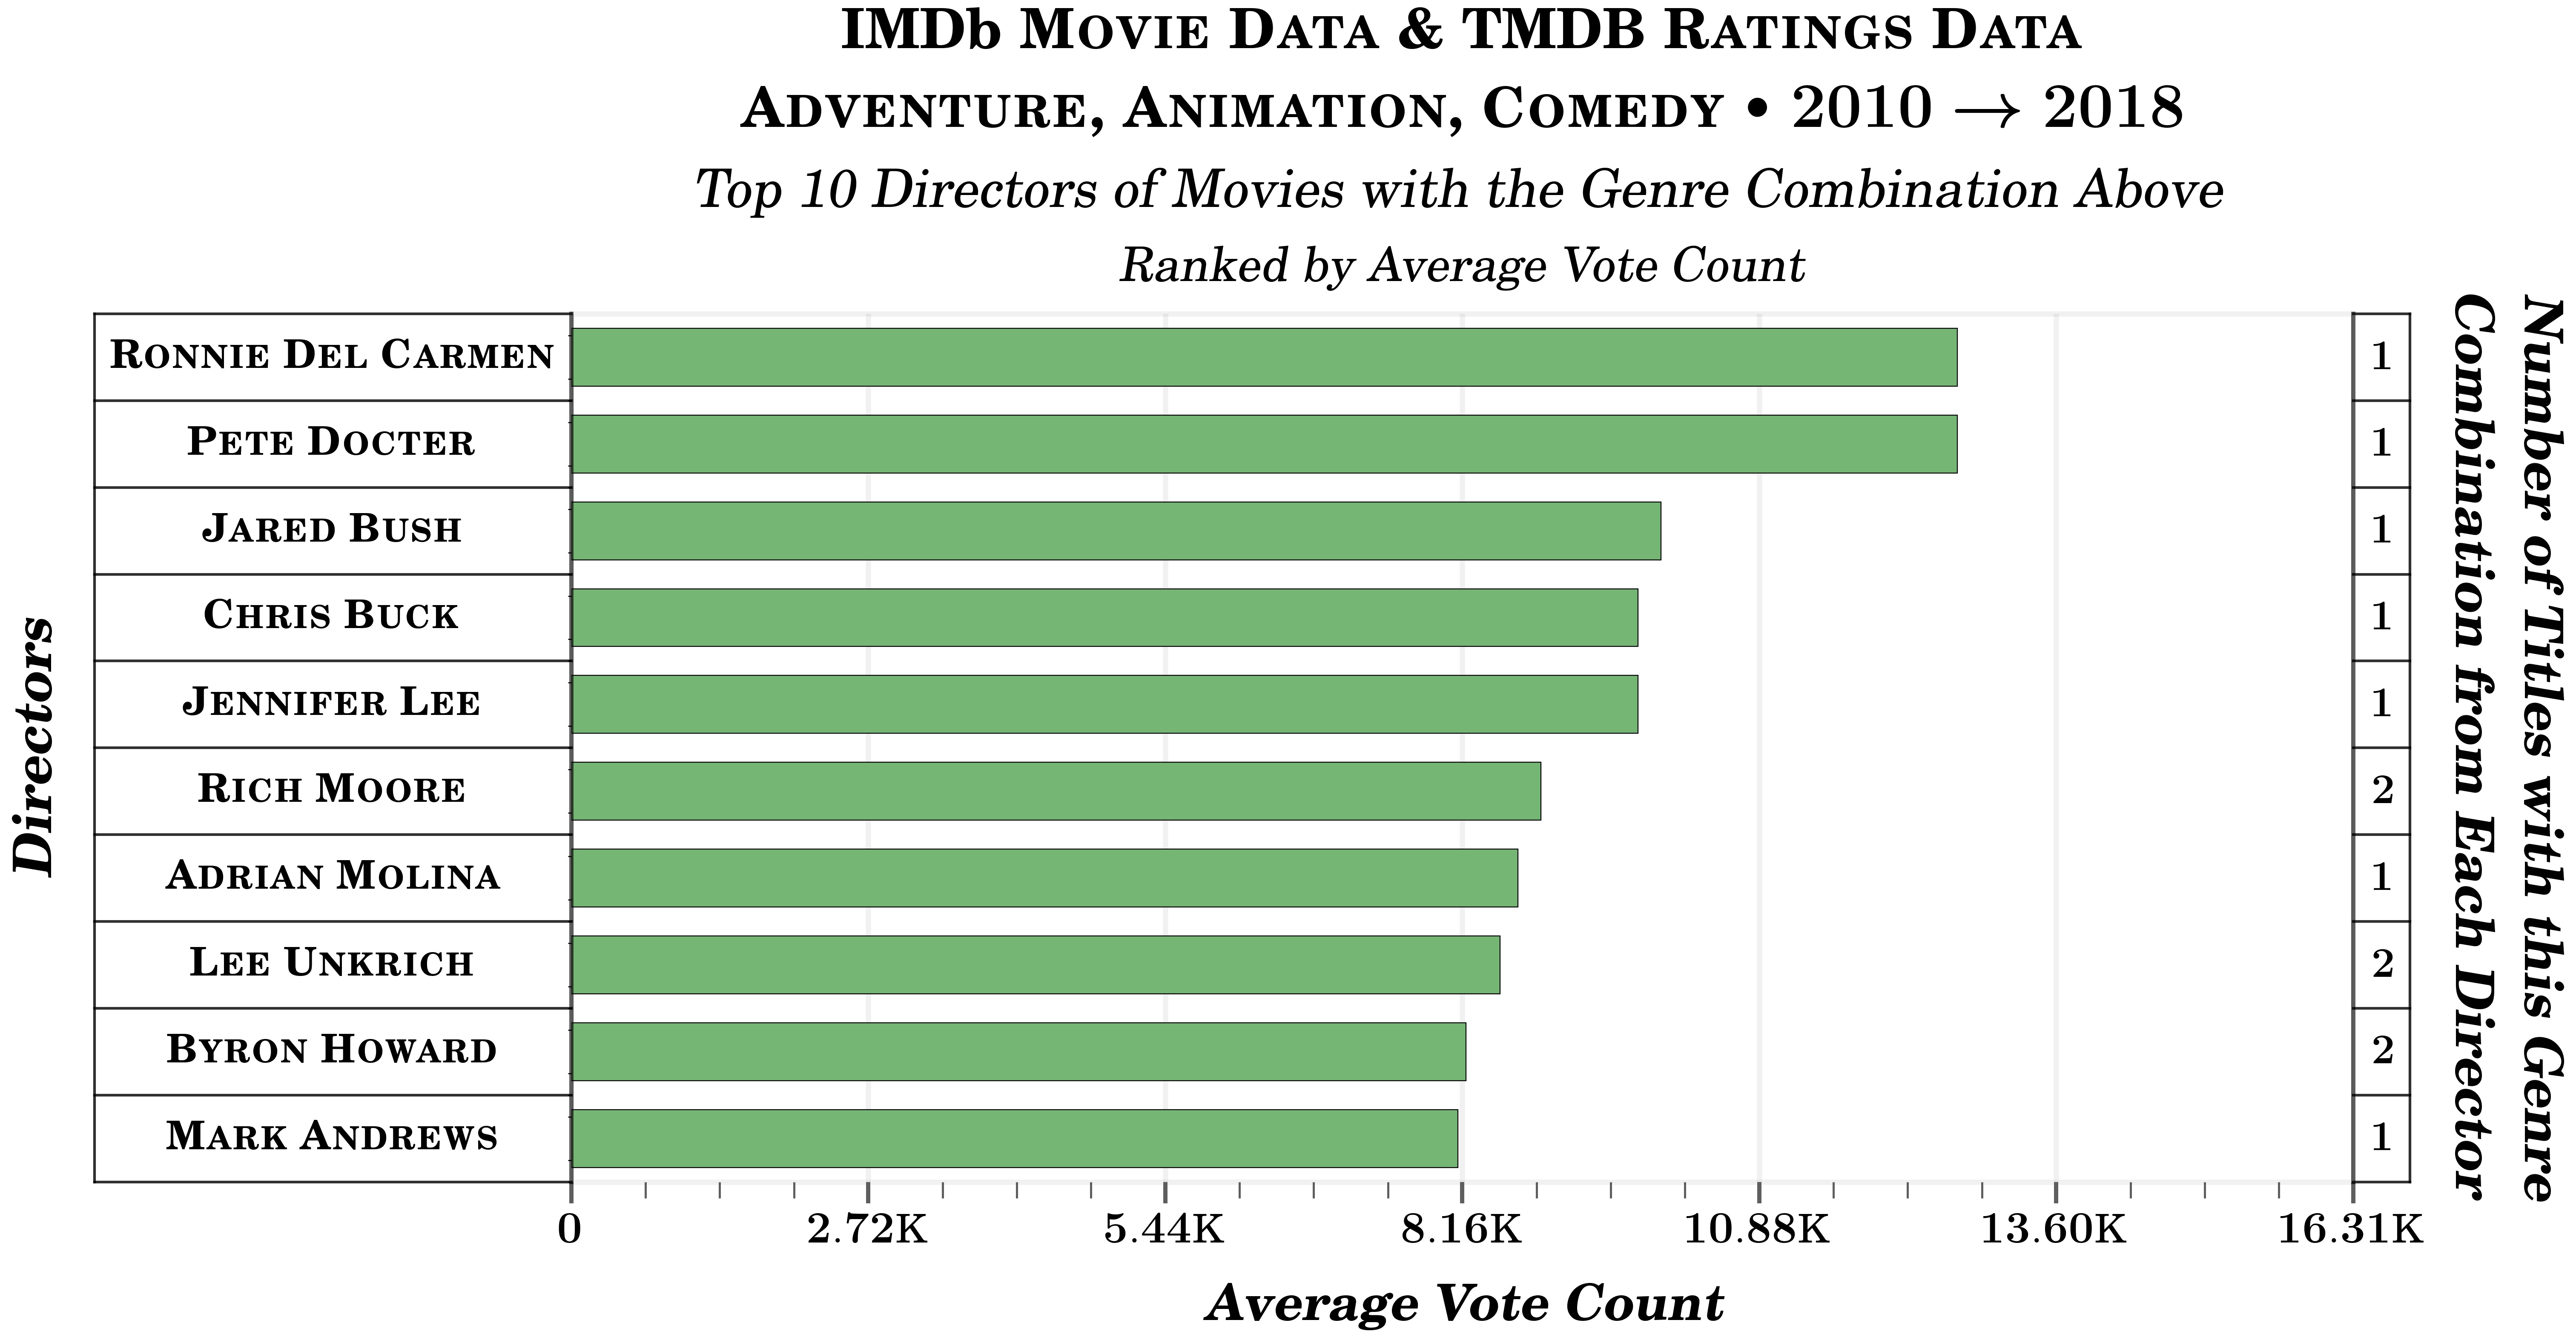 IMDb Movie Data & TMDB Ratings Data
Adventure, Animation, Comedy • 2010 → 2018
Top 10 Directors of Movies with the Genre Combination Above
Ranked by Average Vote Count
Directors
Ronnie Del Carmen 1
Pete Docter 1
Jared Bush 1
Chris Buck 1
Jennifer Lee 1
Rich Moore 2
Adrian Molina 1
Lee Unkrich 2
Byron Howard 2
Mark Andrews 1
Number of Titles with this Genre
Combination from Each Director
0 2.72K 5.44K 8.16K 10.88K 13.60K 16.31K
Average Vote Count